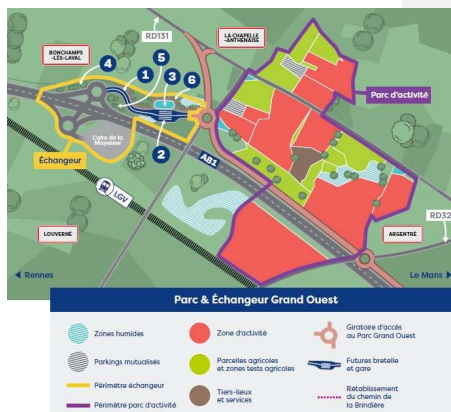 RD131
LA CHAPELLE
-ANTHENAISE
BONCHAMPS
-LÈS-LAVAL
4
1
5
3
6
Parc d'activité
L'aire de la
Mayenne
Échangeur
2
A81
LGV
LOUVERNÉ
RD32
ARGENTRÉ
Rennes
Le Mans
Parc & Échangeur Grand Ouest
Zones humides
Zone d'activité
Giratoire d'accès
au Parc Grand Ouest
Parkings mutualisés
Parcelles agricoles
et zones tests agricoles
Futures bretelle
et gare
Périmètre échangeur
Périmètre parc d'activité
Tiers-lieux
et services
Rétablissement
du chemin de
la Brindière